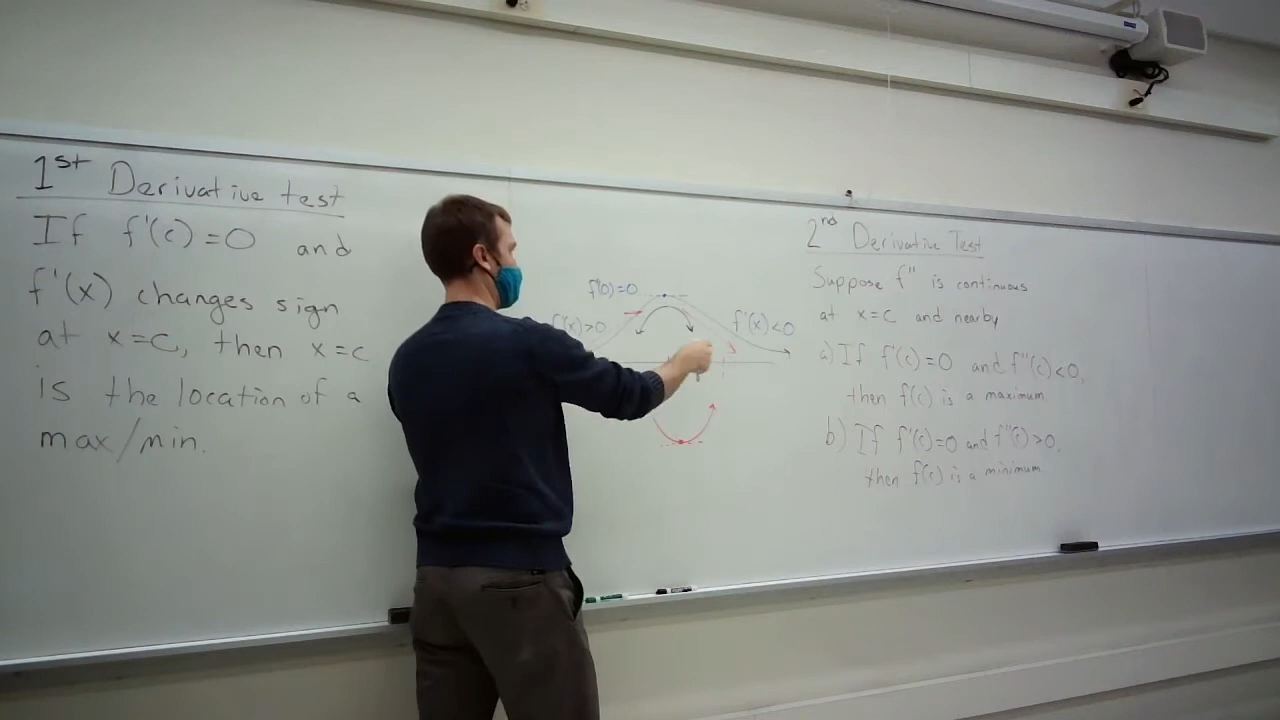 1st Derivative test
If f'(c)=0 and
f'(x) changes sign
at x=c, then x=c
is the location of a
max/min.
f'(0)=0
f'(x)>0
f'(x)<0
2nd Derivative Test
Suppose f" is continuous
at x=c and nearby
a) If f'(c)=0 and f"(c)<0,
then f(c) is a maximum
b) If f'(c)=0 and f"(c)>0,
then f(c) is a minimum